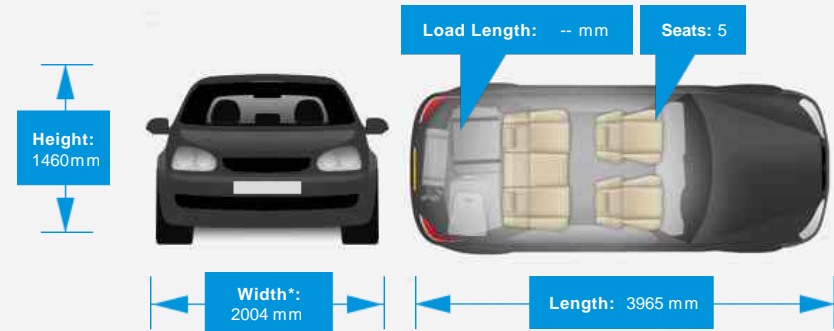 Load Length: -- mm
Seats: 5
Height:
1460mm
Width*:
2004 mm
Length: 3965 mm